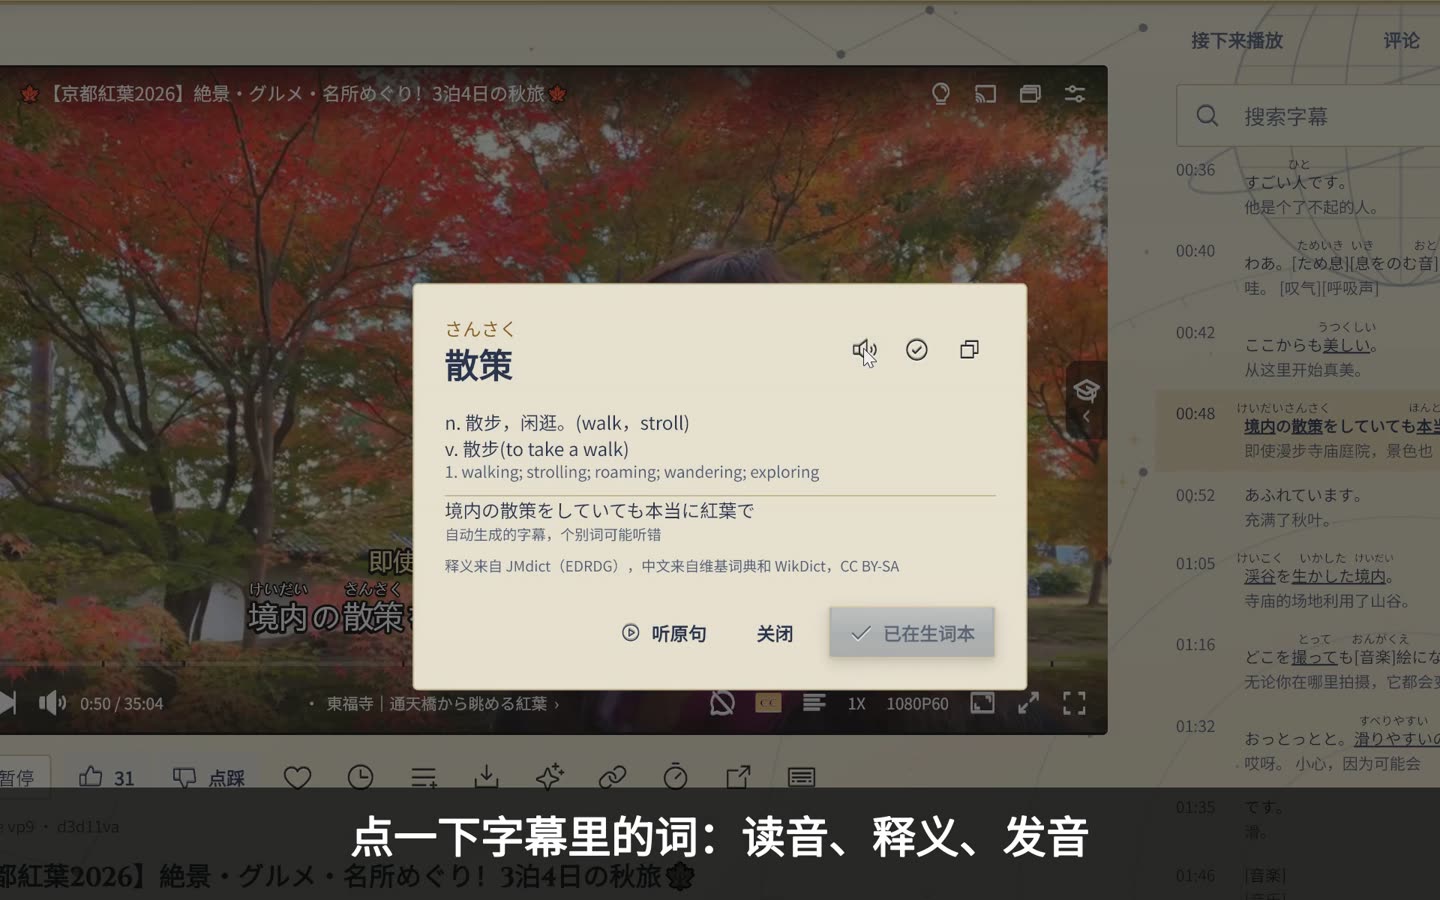 接下来播放
评论
【京都紅葉2026】絶景・グルメ・名所めぐり！3泊4日の秋旅
搜索字幕
00:36
ひと
すごい人です。
他是个了不起的人。
00:40
ためいき いき おと
わあ。[ため息][息をのむ音]
哇。 [叹气][呼吸声]
00:42
うつくしい
ここからも美しい。
从这里开始真美。
00:48
けいだいさんさく ほんと
境内の散策をしていても本当
即使漫步寺庙庭院，景色也
00:52
あふれています。
充满了秋叶。
01:05
けいこく いかした けいだい
渓谷を生かした境内。
寺庙的场地利用了山谷。
01:16
とって おんがくえ
どこを撮っても[音楽]絵にな
无论你在哪里拍摄，它都会
01:32
すべりやすい
おっとっとと。滑りやすいの
哎呀。 小心，因为可能会
01:35
です。
滑。
01:46
[音楽]
さんさく
散策
n. 散步，闲逛。(walk，stroll)
v. 散步(to take a walk)
1. walking; strolling; roaming; wandering; exploring
境内の散策をしていても本当に紅葉で
自动生成的字幕，个别词可能听错
释义来自 JMdict（EDRDG），中文来自维基词典和 WikDict，CC BY-SA
听原句
关闭
已在生词本
即使
けいだい さんさく
境内の散策
0:50 / 35:04
・ 東福寺｜通天橋から眺める紅葉 ›
CC
1X
1080P60
暂停
31
点踩
vp9 • d3d11va
点一下字幕里的词：读音、释义、发音
都紅葉2026】絶景・グルメ・名所めぐり！3泊4日の秋旅